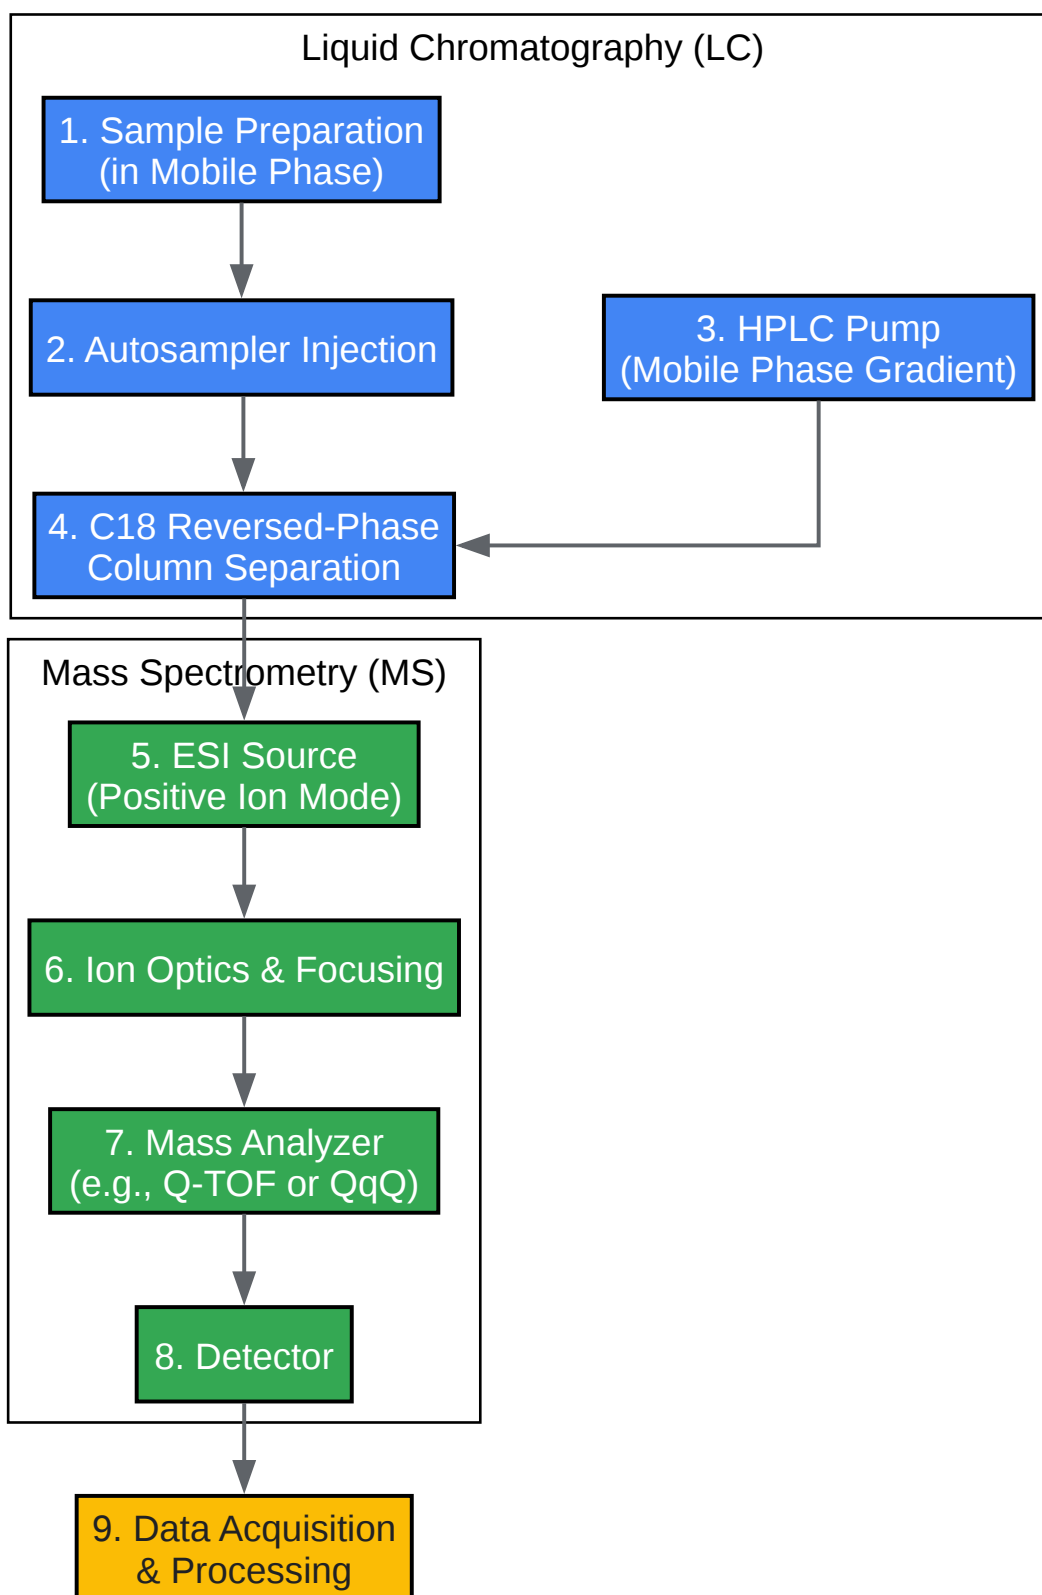 Liquid Chromatography (LC)
1. Sample Preparation
(in Mobile Phase)
2. Autosampler Injection
3. HPLC Pump
(Mobile Phase Gradient)
4. C18 Reversed-Phase
Column Separation
Mass Spectrometry (MS)
5. ESI Source
(Positive Ion Mode)
6. Ion Optics & Focusing
7. Mass Analyzer
(e.g., Q-TOF or QqQ)
8. Detector
9. Data Acquisition
& Processing